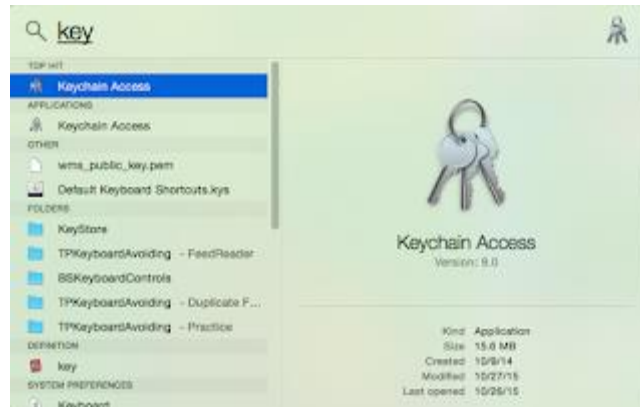 key
TOP HIT
Keychain Access
APPLICATIONS
Keychain Access
OTHER
wms_public_key.pem
Default Keyboard Shortcuts.kys
FOLDERS
KeyStore
TPKeyboardAvoiding – FeedReader
BSKeyboardControls
TPKeyboardAvoiding – Duplicate F...
TPKeyboardAvoiding – Practice
DEFINITION
key
SYSTEM PREFERENCES
Keyboard
Keychain Access
Version: 9.0
Kind Application
Size 15.6 MB
Created 10/9/14
Modified 10/27/15
Last opened 10/26/15